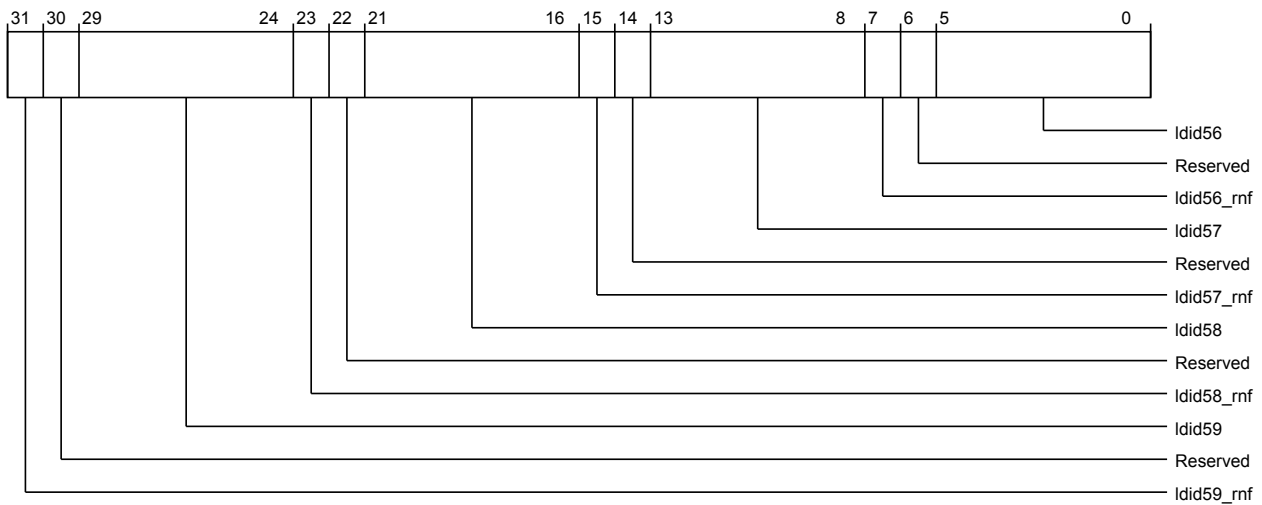 31 30 29 24 23 22 21 16 15 14 13 8 7 6 5 0
ldid56
Reserved
ldid56_rnf
ldid57
Reserved
ldid57_rnf
ldid58
Reserved
ldid58_rnf
ldid59
Reserved
ldid59_rnf